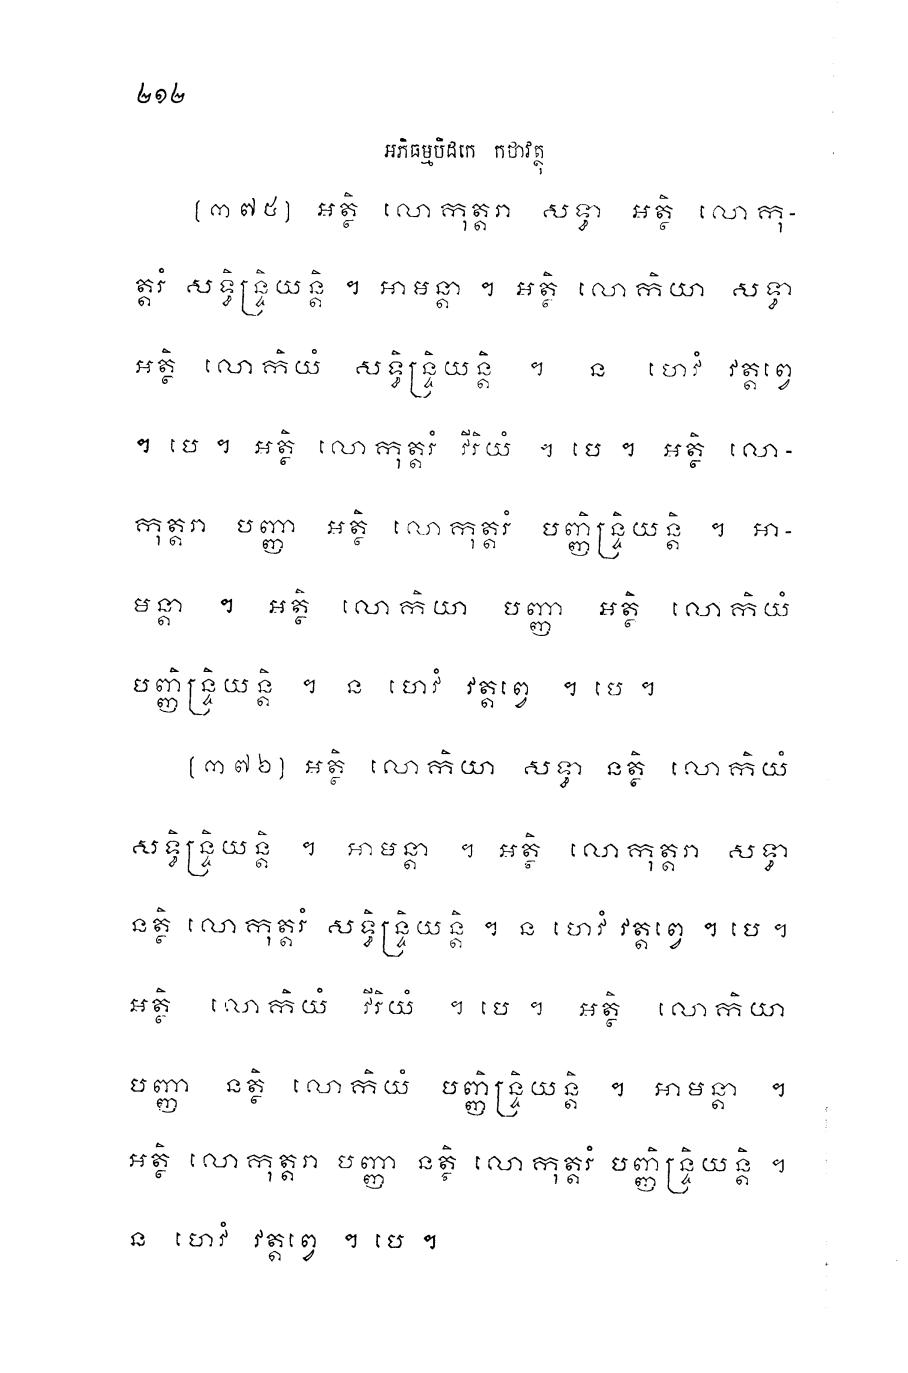 ២១២
អភិធម្មបិដកេ កថាវត្ថុ
[៣៧៥] អត្ថិ លោកុត្តរា សទ្ធា អត្ថិ លោកុ-
ត្តរំ សទ្ធិន្ទ្រិយន្តិ ។ អាមន្តា ។ អត្ថិ លោកិយា សទ្ធា
អត្ថិ លោកិយំ សទ្ធិន្ទ្រិយន្តិ ។ ន ហេវំ វត្តព្វេ
។ បេ ។ អត្ថិ លោកុត្តរំ វីរិយំ ។ បេ ។ អត្ថិ លោ-
កុត្តរា បញ្ញា អត្ថិ លោកុត្តរំ បញ្ញិន្ទ្រិយន្តិ ។ អា-
មន្តា ។ អត្ថិ លោកិយា បញ្ញា អត្ថិ លោកិយំ
បញ្ញិន្ទ្រិយន្តិ ។ ន ហេវំ វត្តព្វេ ។ បេ ។
[៣៧៦] អត្ថិ លោកិយា សទ្ធា នត្ថិ លោកិយំ
សទ្ធិន្ទ្រិយន្តិ ។ អាមន្តា ។ អត្ថិ លោកុត្តរា សទ្ធា
នត្ថិ លោកុត្តរំ សទ្ធិន្ទ្រិយន្តិ ។ ន ហេវំ វត្តព្វេ ។ បេ ។
អត្ថិ លោកិយំ វីរិយំ ។ បេ ។ អត្ថិ លោកិយា
បញ្ញា នត្ថិ លោកិយំ បញ្ញិន្ទ្រិយន្តិ ។ អាមន្តា ។
អត្ថិ លោកុត្តរា បញ្ញា នត្ថិ លោកុត្តរំ បញ្ញិន្ទ្រិយន្តិ ។
ន ហេវំ វត្តព្វេ ។ បេ ។